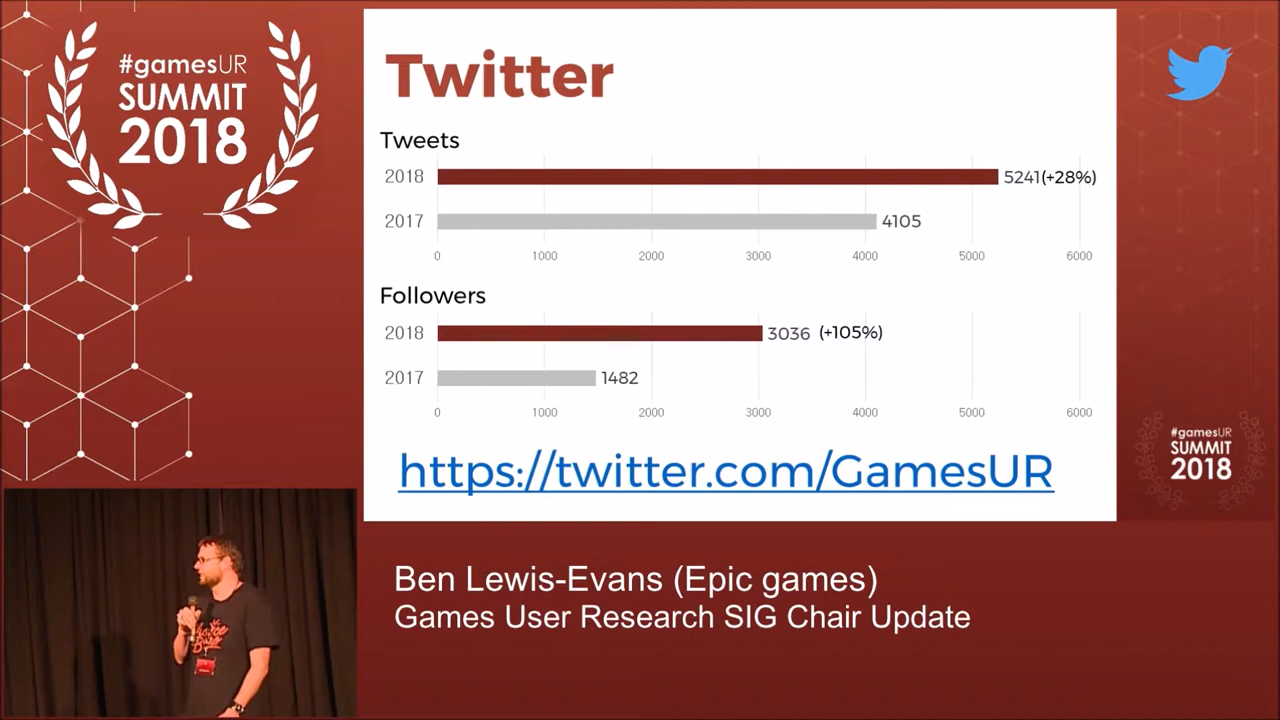 #gamesUR
SUMMIT
2018
Twitter
Tweets
2018 5241(+28%)
2017 4105
0 1000 2000 3000 4000 5000 6000
Followers
2018 3036 (+105%)
2017 1482
0 1000 2000 3000 4000 5000 6000
https://twitter.com/GamesUR
#gamesUR
SUMMIT
2018
Ben Lewis-Evans (Epic games)
Games User Research SIG Chair Update